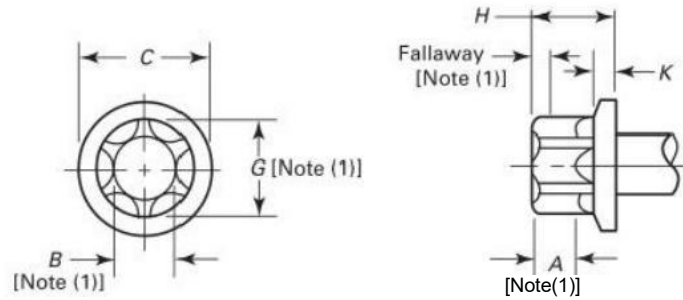 C
G [Note (1)]
B
[Note (1)]
H
Fallaway
[Note (1)]
K
A
[Note(1)]